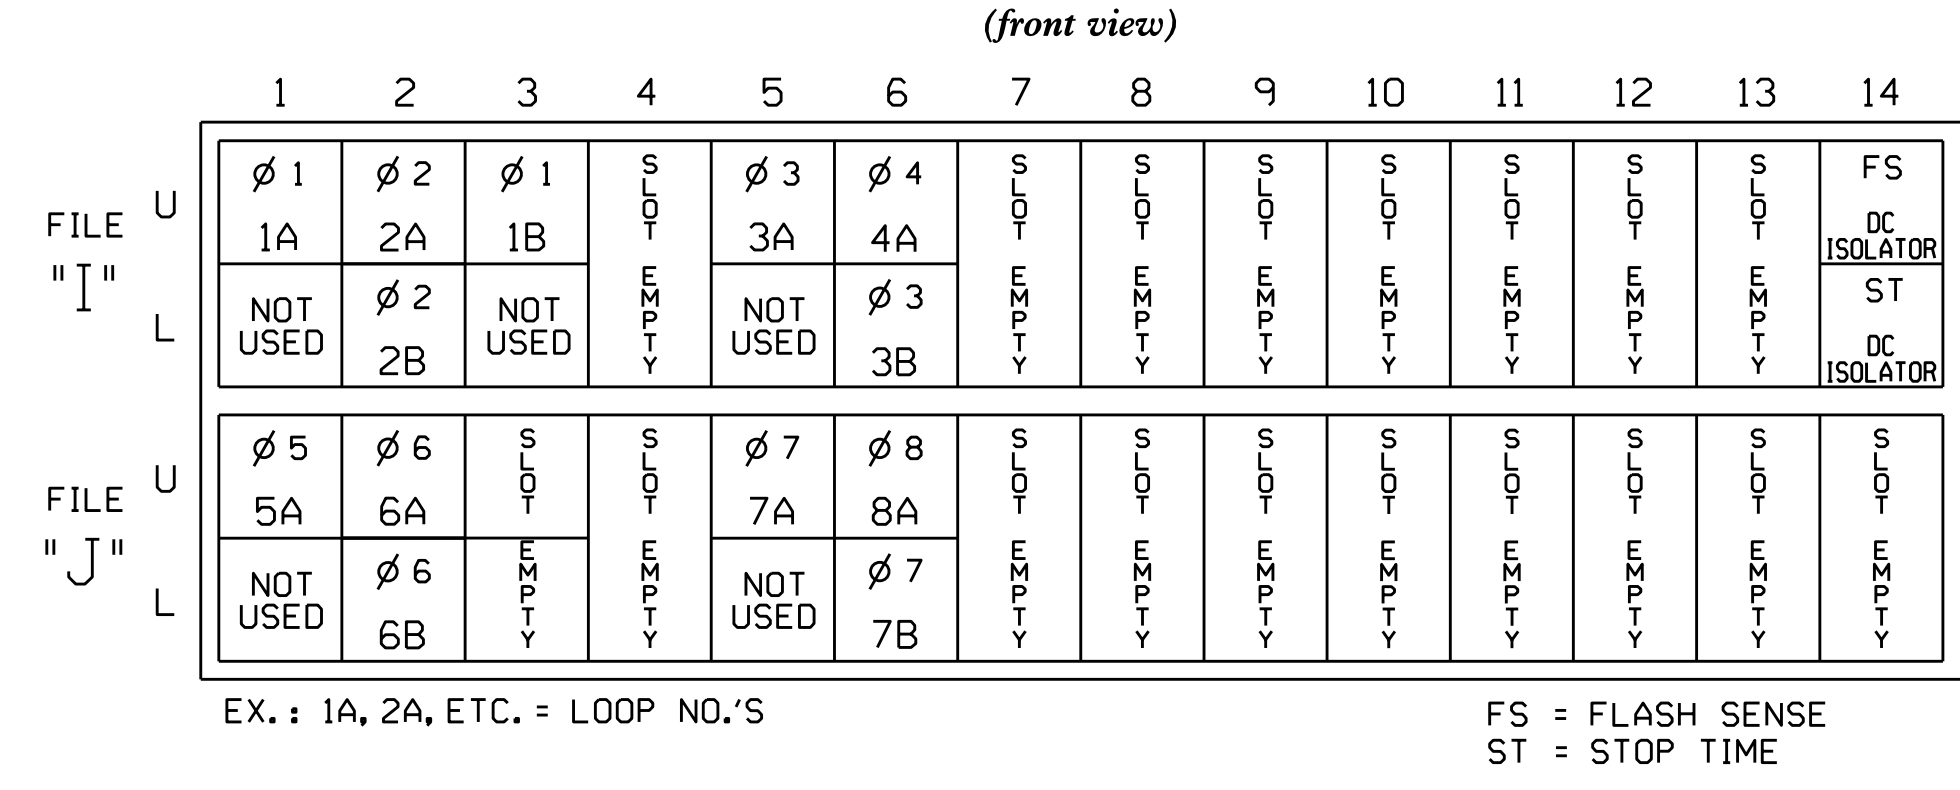 (front view)
1 2 3 4 5 6 7 8 9 10 11 12 13 14
FILE "I"
U
L
Ø 1
1A
NOT
USED
Ø 2
2A
Ø 2
2B
Ø 1
1B
NOT
USED
SLOT EMPTY
Ø 3
3A
NOT
USED
Ø 4
4A
Ø 3
3B
SLOT EMPTY
SLOT EMPTY
SLOT EMPTY
SLOT EMPTY
SLOT EMPTY
SLOT EMPTY
SLOT EMPTY
FS
DC
ISOLATOR
ST
DC
ISOLATOR
FILE "J"
U
L
Ø 5
5A
NOT
USED
Ø 6
6A
Ø 6
6B
SLOT EMPTY
SLOT EMPTY
Ø 7
7A
NOT
USED
Ø 8
8A
Ø 7
7B
SLOT EMPTY
SLOT EMPTY
SLOT EMPTY
SLOT EMPTY
SLOT EMPTY
SLOT EMPTY
SLOT EMPTY
SLOT EMPTY
EX.: 1A, 2A, ETC. = LOOP NO.'S
FS = FLASH SENSE
ST = STOP TIME